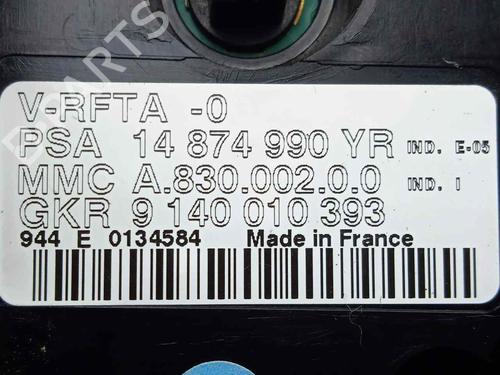 V-RFTA -0
PSA 14 874 990 YR IND. E-05
MMC A.830.002.0.0 IND. I
GKR 9 140 010 393
944 E 0134584 Made in France